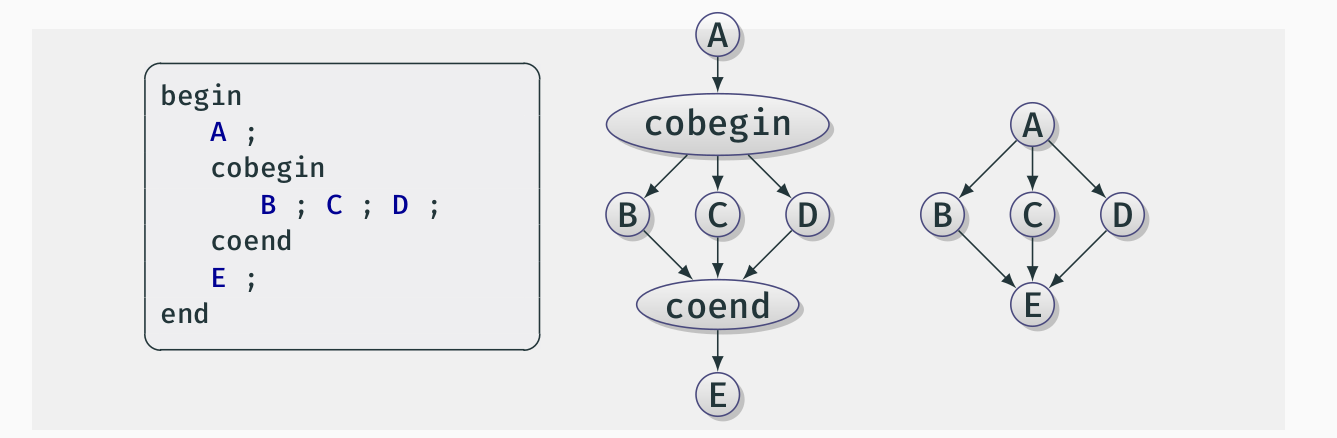 begin
A ;
cobegin
B ; C ; D ;
coend
E ;
end
A
cobegin
B C D
coend
E
A
B C D
E